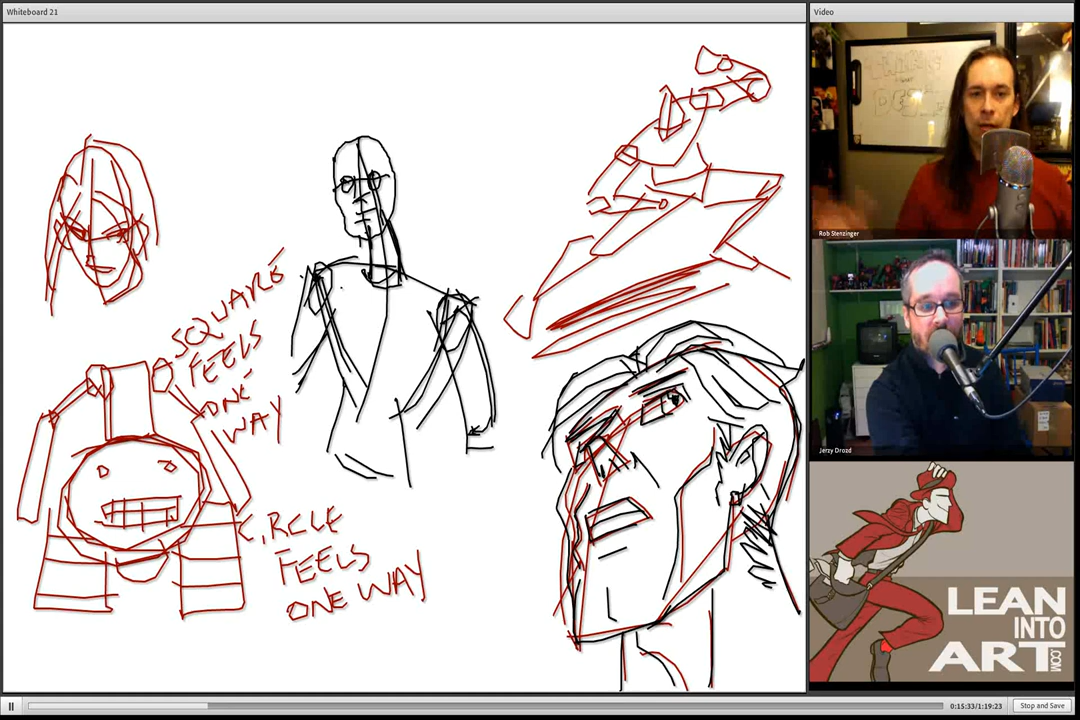 Whiteboard 21
Video
SQUARE
FEELS
ONE
WAY
CIRCLE
FEELS
ONE WAY
Rob Stenzinger
Jerzy Drozd
LEAN
INTO
ART.COM
0:15:33/1:19:23
Stop and Save